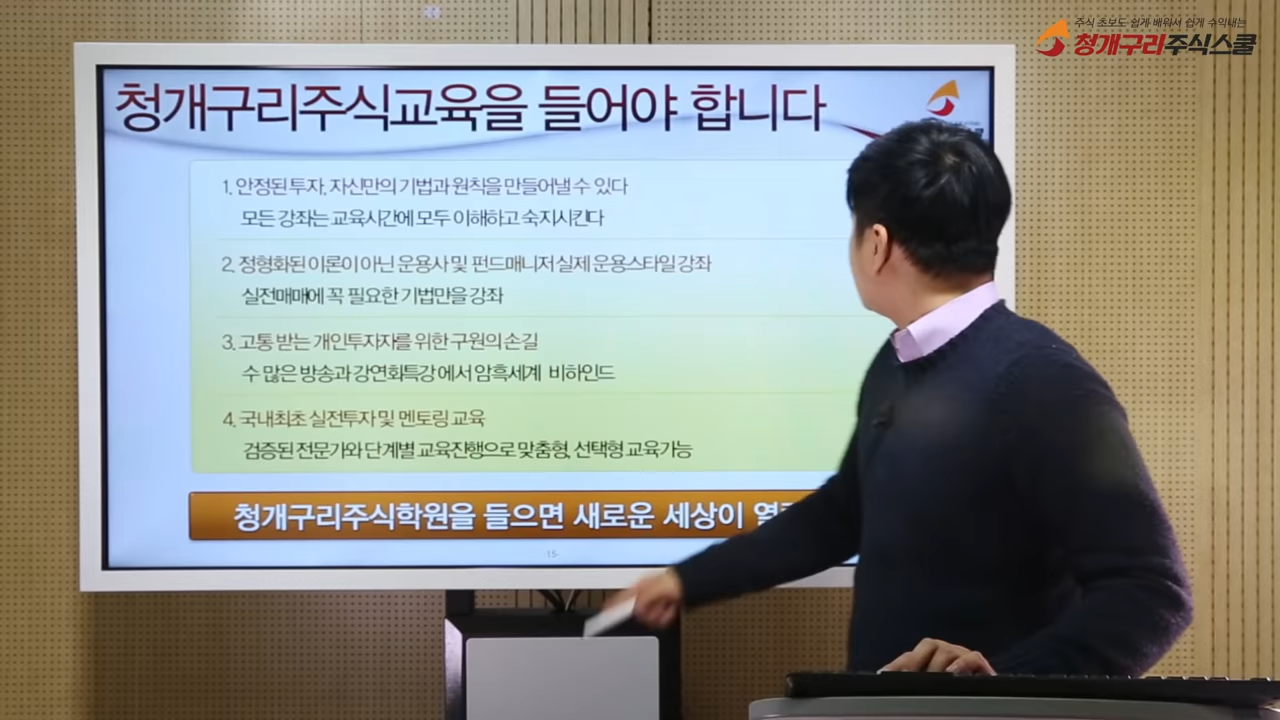 주식 초보도 쉽게 배워서 쉽게 수익내는
청개구리주식스쿨
청개구리주식교육을 들어야 합니다
1. 안정된 투자, 자신만의 기법과 원칙을 만들어낼 수 있다
모든 강좌는 교육시간에 모두 이해하고 숙지시킨다
2. 정형화된 이론이 아닌 운용사 및 펀드매니저 실제 운용스타일 강좌
실전매매에 꼭 필요한 기법만을 강좌
3. 고통 받는 개인투자자를 위한 구원의 손길
수 많은 방송과 강연회특강 에서 암흑세계 비하인드
4. 국내최초 실전투자 및 멘토링 교육
검증된 전문가와 단계별 교육진행으로 맞춤형, 선택형 교육가능
청개구리주식학원을 들으면 새로운 세상이
15